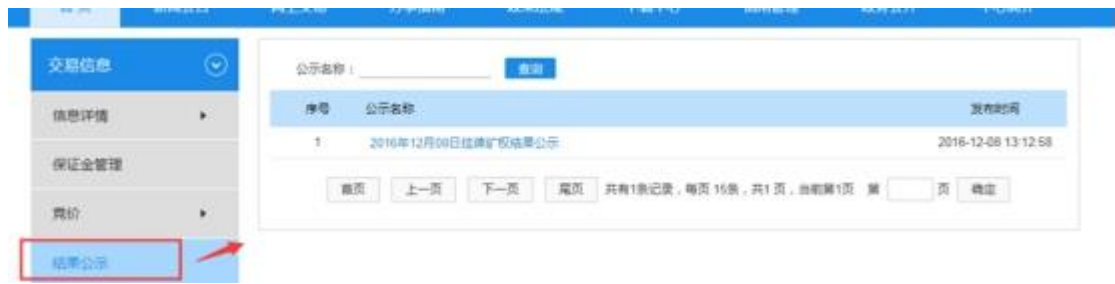 交易信息
信息详情
保证金管理
竞价
结果公示
公示名称：
查询
序号 公示名称 发布时间
1 2016年12月08日挂牌矿权结果公示 2016-12-08 13:12:58
首页 上一页 下一页 尾页 共有1条记录，每页 15条，共1 页，当前第1页 第 页 确定